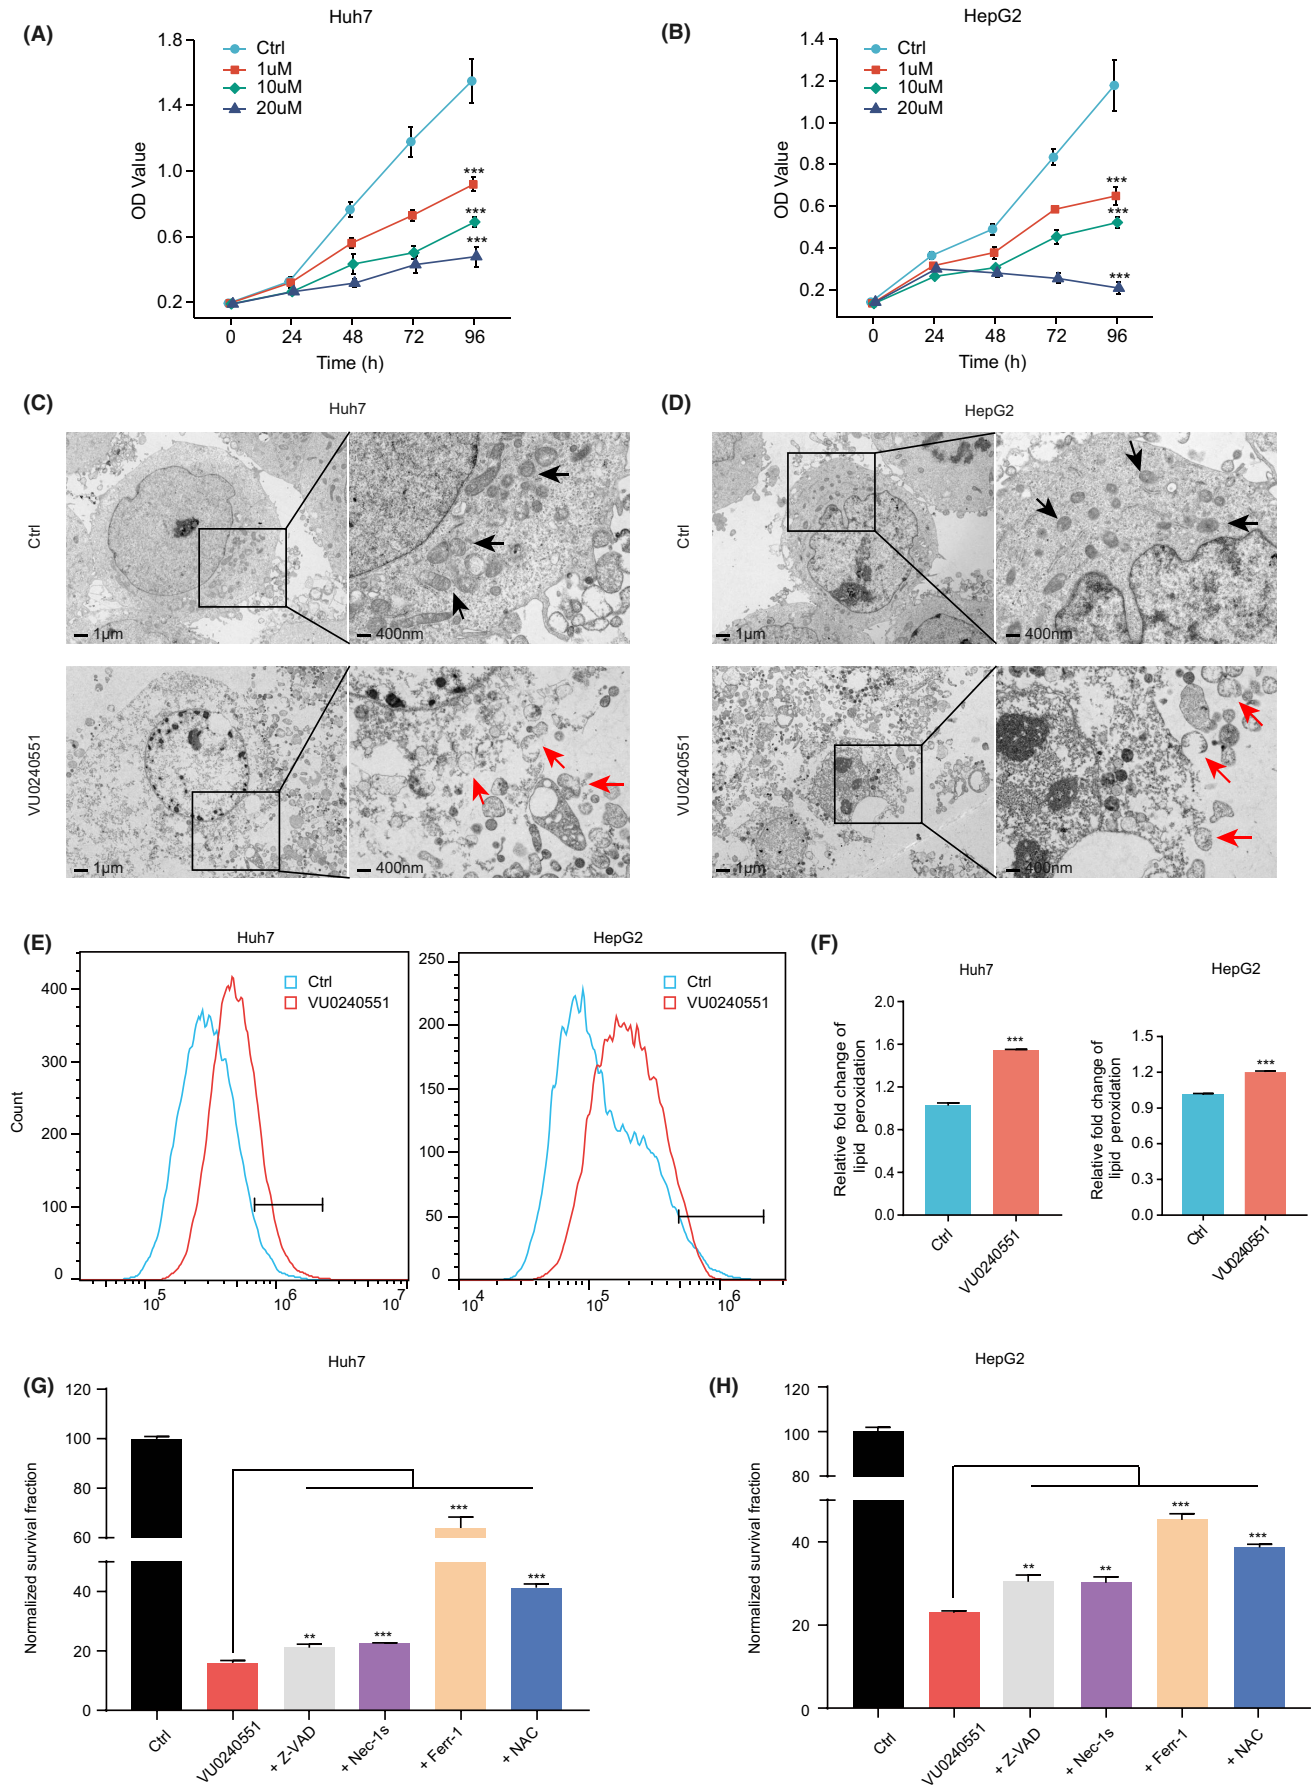 (A)
Huh7
Ctrl
1uM
10uM
20uM
OD Value
1.8
1.4
1.0
0.6
0.2
***
***
***
0
24
48
72
96
Time (h)
(B)
HepG2
Ctrl
1uM
10uM
20uM
OD Value
1.4
1.2
1.0
0.8
0.6
0.4
0.2
***
***
***
0
24
48
72
96
Time (h)
(C)
Huh7
Ctrl
1μm
400nm
VU0240551
1μm
400nm
(D)
HepG2
Ctrl
1μm
400nm
VU0240551
1μm
400nm
(E)
Huh7
Ctrl
VU0240551
Count
400
300
200
100
0
10^5
10^6
10^7
HepG2
Ctrl
VU0240551
250
200
150
100
50
0
10^4
10^5
10^6
(F)
Huh7
Relative fold change of
lipid peroxidation
2.0
1.6
1.2
0.8
0.4
0.0
***
Ctrl
VU0240551
HepG2
Relative fold change of
lipid peroxidation
1.5
1.2
0.9
0.6
0.3
0.0
***
Ctrl
VU0240551
(G)
Huh7
Normalized survival fraction
120
100
80
60
40
20
0
**
***
***
***
Ctrl
VU0240551
+ Z-VAD
+ Nec-1s
+ Ferr-1
+ NAC
(H)
HepG2
Normalized survival fraction
120
100
80
40
20
0
**
**
***
***
Ctrl
VU0240551
+ Z-VAD
+ Nec-1s
+ Ferr-1
+ NAC